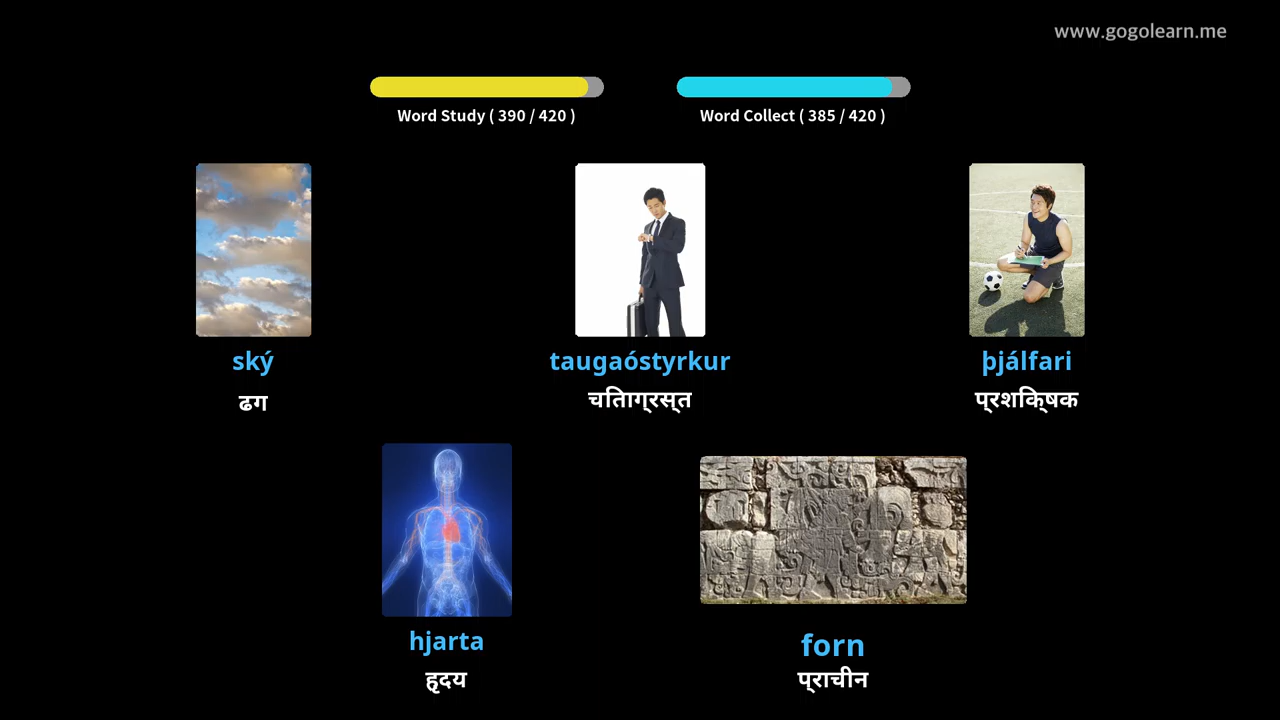 www.gogolearn.me
Word Study ( 390 / 420 )
Word Collect ( 385 / 420 )
ský
taugaóstyrkur
þjálfari
ढग
चितिाग्रस्त
प्रशकि्षक
hjarta
forn
हृदय
प्राचीन